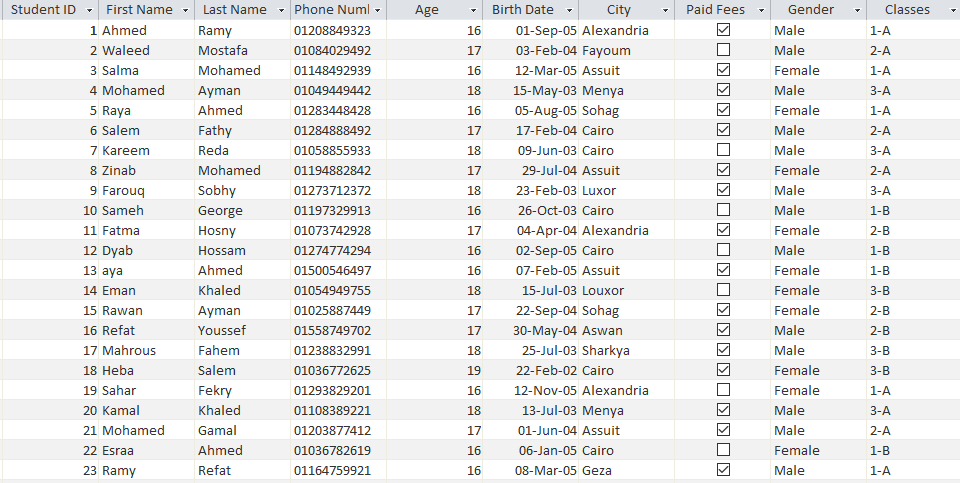 Student ID First Name Last Name Phone Numl Age Birth Date City Paid Fees Gender Classes
1 Ahmed Ramy 01208849323 16 01-Sep-05 Alexandria Male 1-A
2 Waleed Mostafa 01084029492 17 03-Feb-04 Fayoum Male 2-A
3 Salma Mohamed 01148492939 16 12-Mar-05 Assuit Female 1-A
4 Mohamed Ayman 01049449442 18 15-May-03 Menya Male 3-A
5 Raya Ahmed 01283448428 16 05-Aug-05 Sohag Female 1-A
6 Salem Fathy 01284888492 17 17-Feb-04 Cairo Male 2-A
7 Kareem Reda 01058855933 18 09-Jun-03 Cairo Male 3-A
8 Zinab Mohamed 01194882842 17 29-Jul-04 Assuit Female 2-A
9 Farouq Sobhy 01273712372 18 23-Feb-03 Luxor Male 3-A
10 Sameh George 01197329913 16 26-Oct-03 Cairo Male 1-B
11 Fatma Hosny 01073742928 17 04-Apr-04 Alexandria Female 2-B
12 Dyab Hossam 01274774294 16 02-Sep-05 Cairo Male 1-B
13 aya Ahmed 01500546497 16 07-Feb-05 Assuit Female 1-B
14 Eman Khaled 01054949755 18 15-Jul-03 Louxor Female 3-B
15 Rawan Ayman 01025887449 17 22-Sep-04 Sohag Female 2-B
16 Refat Youssef 01558749702 17 30-May-04 Aswan Male 2-B
17 Mahrous Fahem 01238832991 18 25-Jul-03 Sharkya Male 3-B
18 Heba Salem 01036772625 19 22-Feb-02 Cairo Female 3-B
19 Sahar Fekry 01293829201 16 12-Nov-05 Alexandria Female 1-A
20 Kamal Khaled 01108389221 18 13-Jul-03 Menya Male 3-A
21 Mohamed Gamal 01203877412 17 01-Jun-04 Assuit Male 2-A
22 Esraa Ahmed 01036782619 16 06-Jan-05 Cairo Female 1-B
23 Ramy Refat 01164759921 16 08-Mar-05 Geza Male 1-A